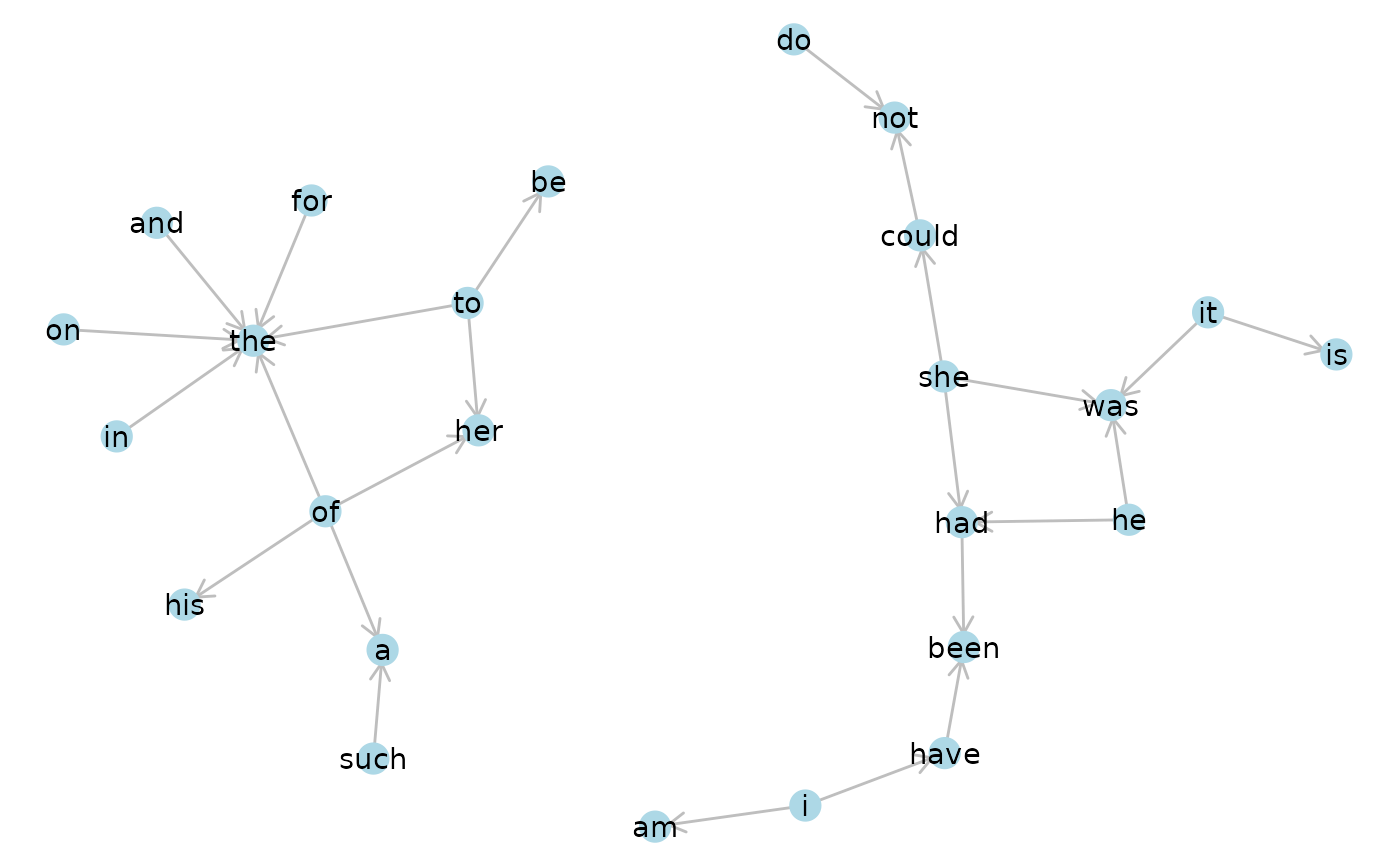 do
not
be
for
and
could
to
it
on
the
is
she
was
her
in
of
he
had
his
been
a
have
such
i
am